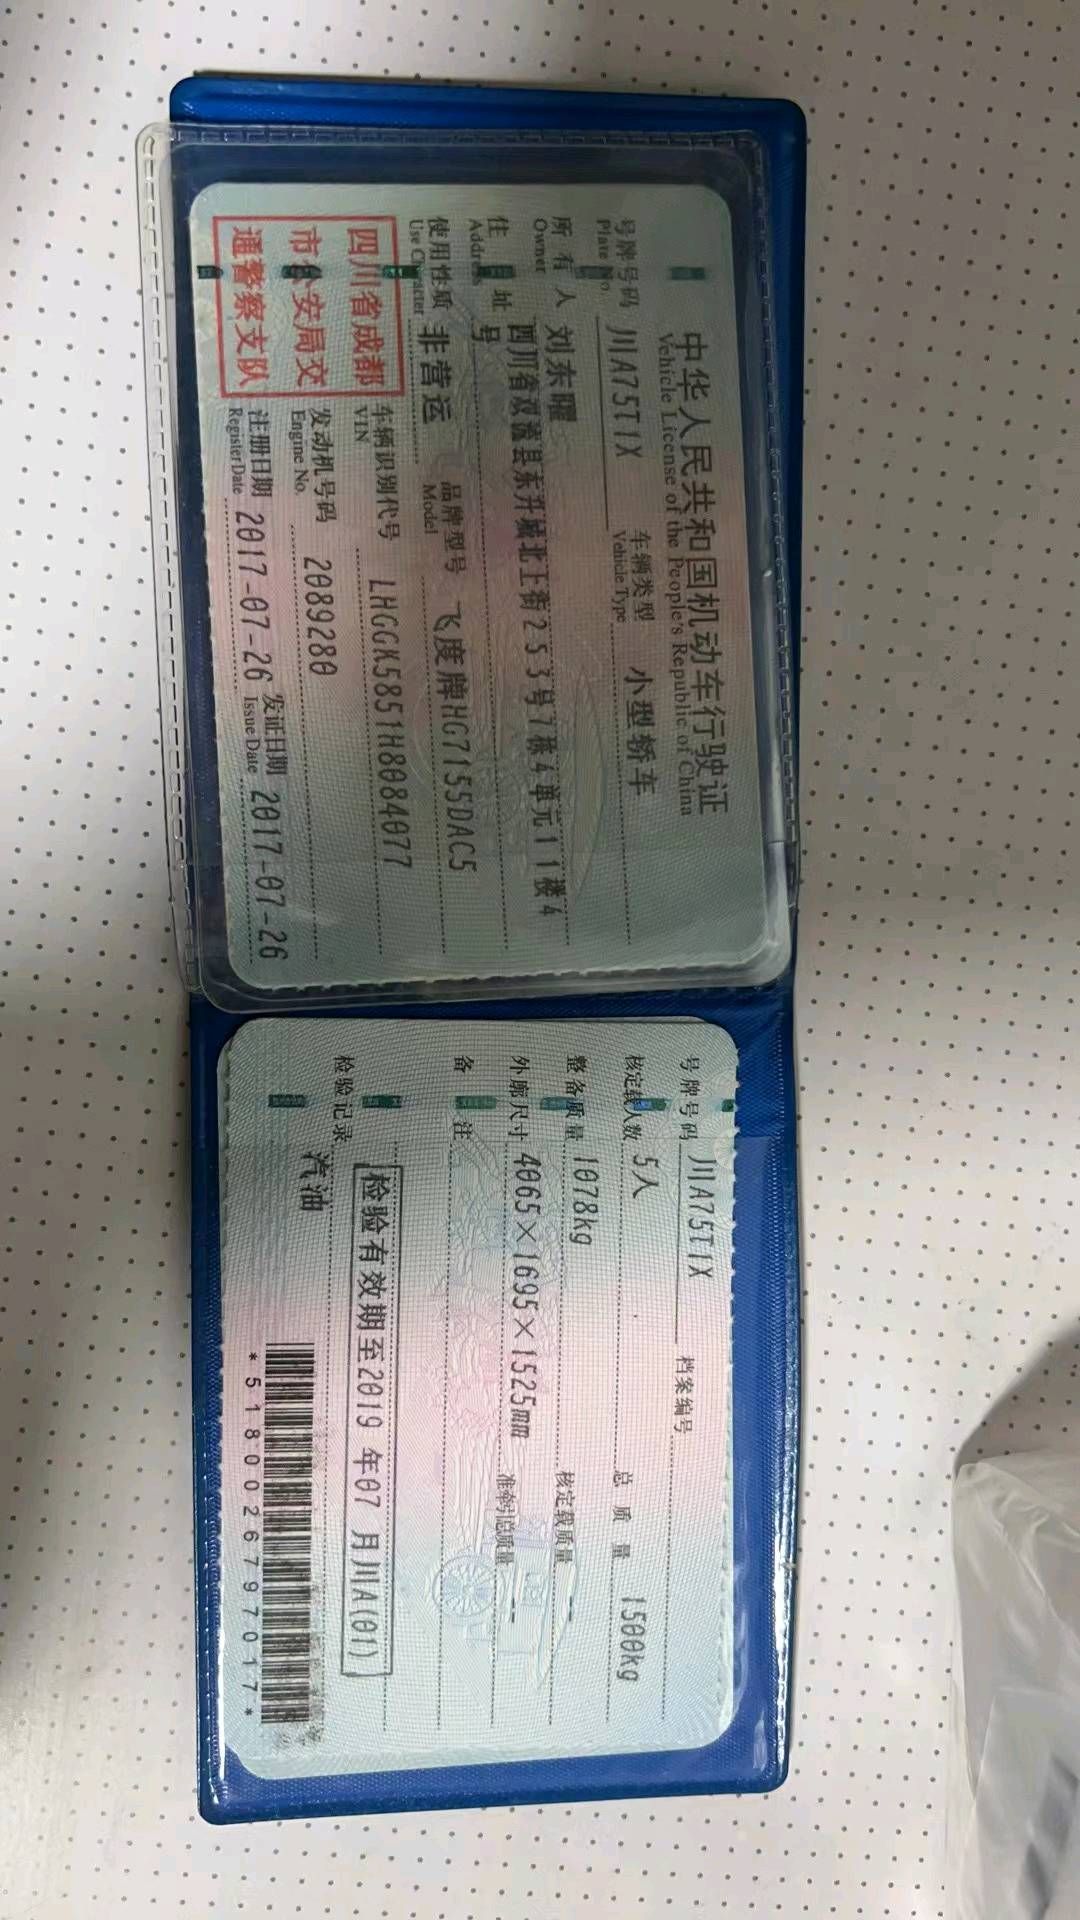 中华人民共和国机动车行驶证
Vehicle License of the People's Republic of China
号牌号码 川A75T1X 车辆类型 小型轿车
Plate No. Vehicle Type
所有人 刘东曜
Owner
住址 四川省双流县东升城北上街253号7栋4单元11楼4号
Address
使用性质 非营运 品牌型号 飞度牌HG7155DAC5
Use Character Model
四川省成都
市公安局交
通警察支队
车辆识别代号 LHGGK5851H8084077
VIN
发动机号码 2089280
Engine No.
注册日期 2017-07-26 发证日期 2017-07-26
Register Date Issue Date
号牌号码 川A75T1X 档案编号
核定载人数 5人 总质量 1500kg
整备质量 1078kg 核定载质量 ——
外廓尺寸 4065×1695×1525mm 准牵引总质量 ——
备注
检验有效期至2019年07月川A(01)
检验记录
汽油
*5180026797017*